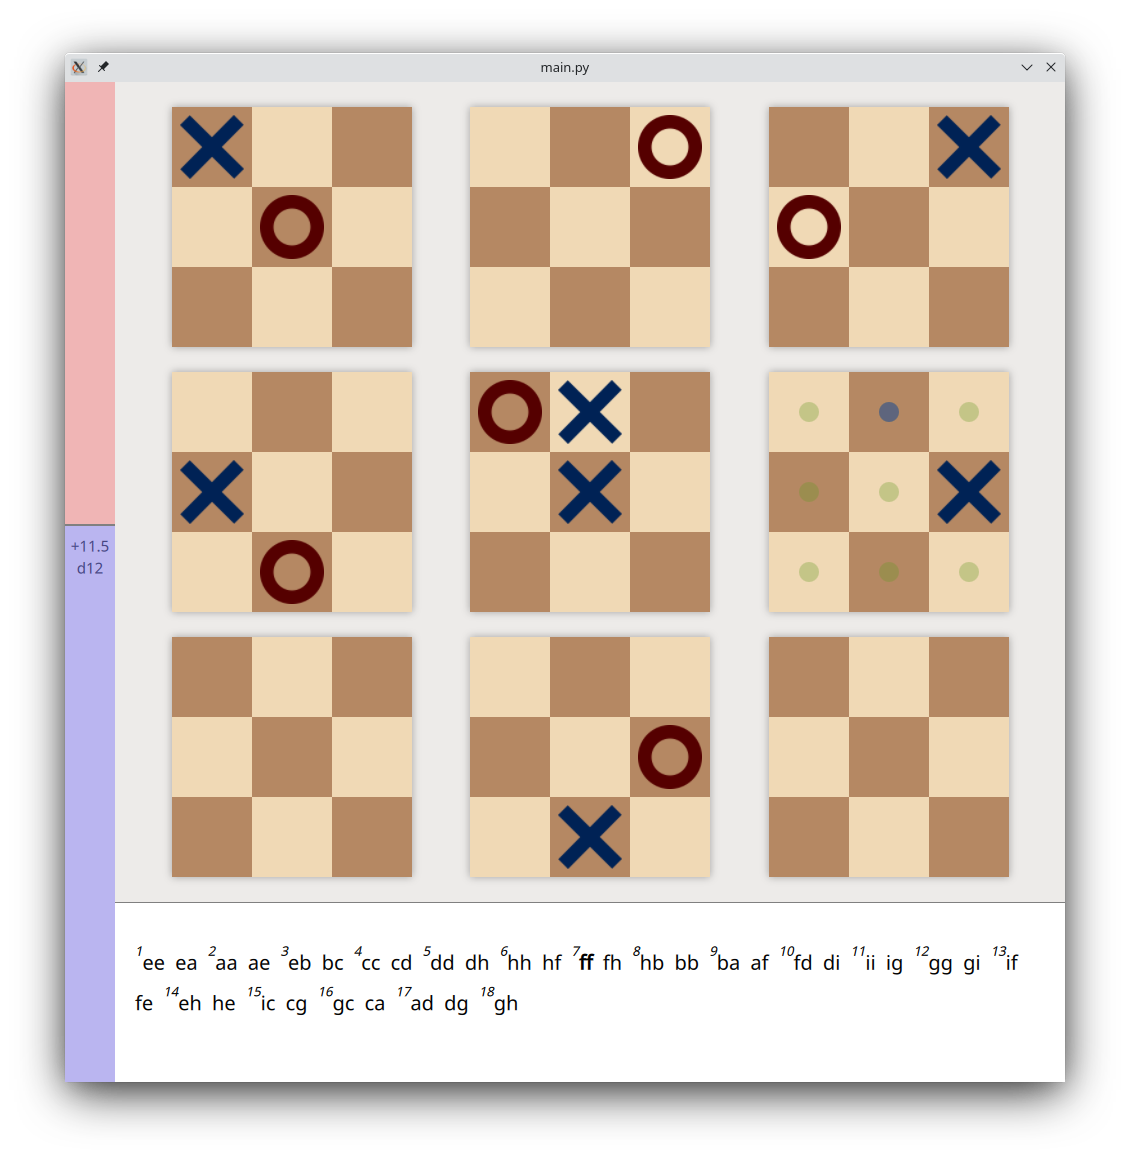 main.py
+11.5
d12
1ee ea 2aa ae 3eb bc 4cc cd 5dd dh 6hh hf 7ff fh 8hb bb 9ba af 10fd di 11ii ig 12gg gi 13if
fe 14eh he 15ic cg 16gc ca 17ad dg 18gh